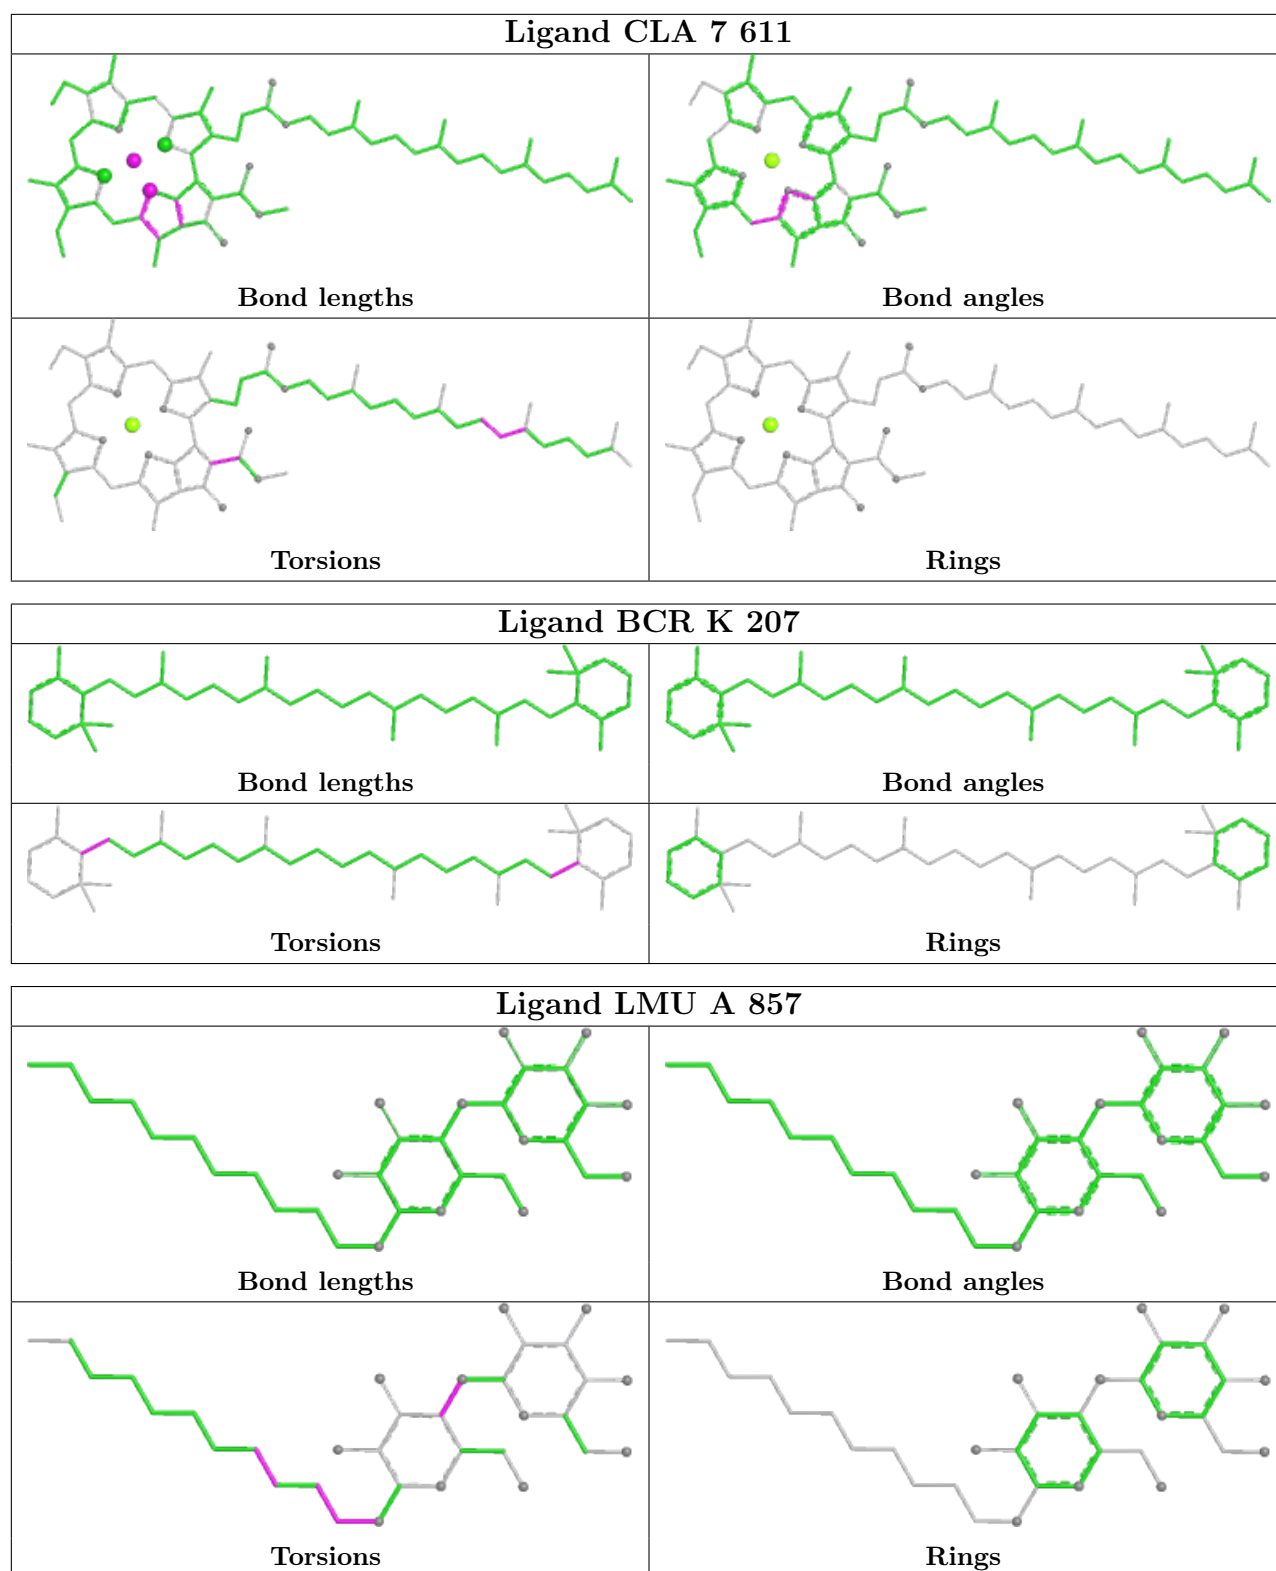 Ligand CLA 7 611
Bond lengths
Bond angles
Torsions
Rings
Ligand BCR K 207
Bond lengths
Bond angles
Torsions
Rings
Ligand LMU A 857
Bond lengths
Bond angles
Torsions
Rings